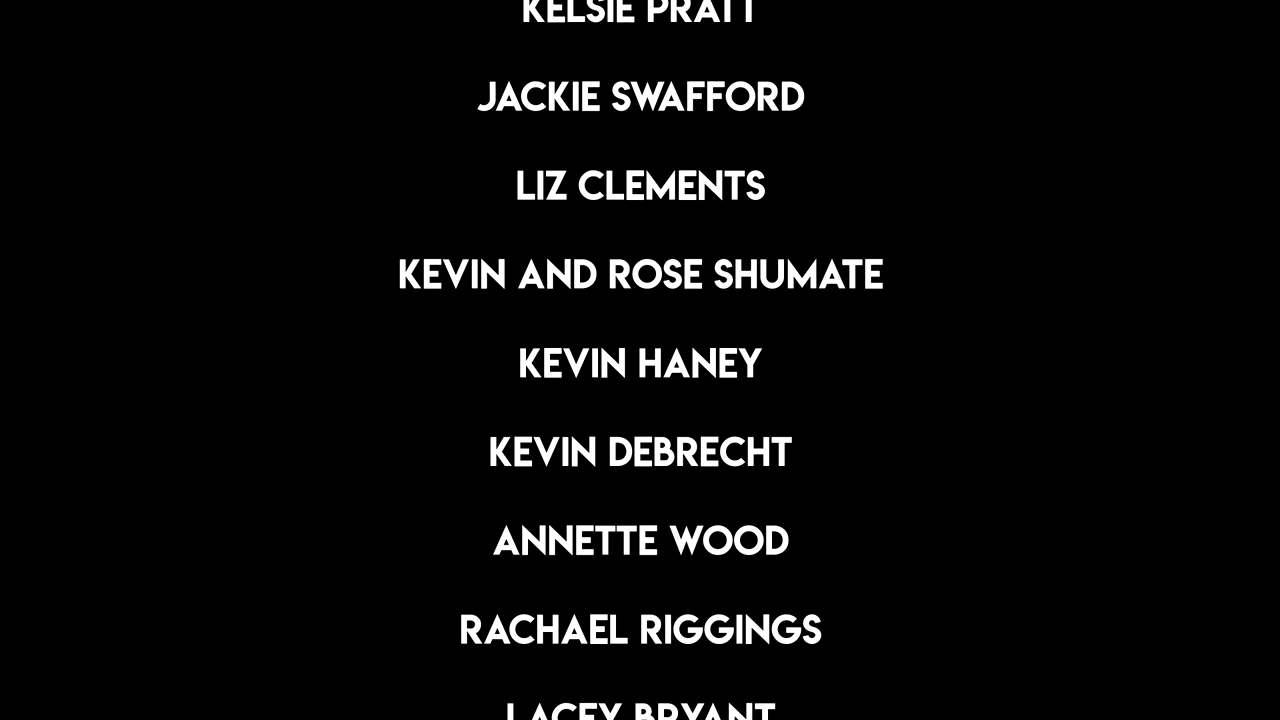 KELSIE PRATT
JACKIE SWAFFORD
LIZ CLEMENTS
KEVIN AND ROSE SHUMATE
KEVIN HANEY
KEVIN DEBRECHT
ANNETTE WOOD
RACHAEL RIGGINGS
LACEY BRYANT